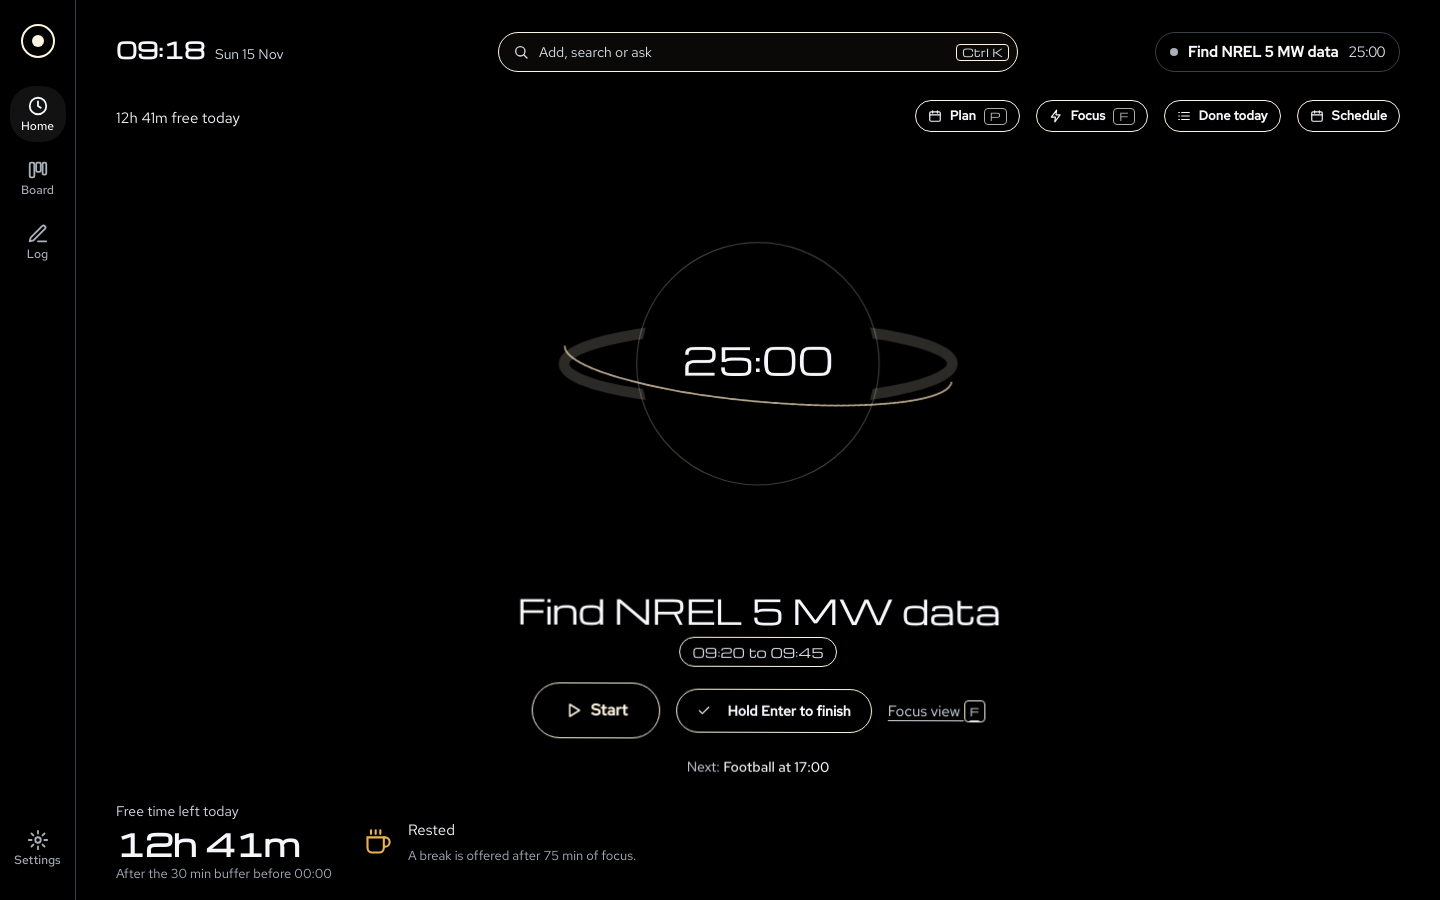 09:18 Sun 15 Nov
Add, search or ask Ctrl K
Find NREL 5 MW data 25:00
Home
Board
Log
Settings
12h 41m free today
Plan P
Focus F
Done today
Schedule
25:00
Find NREL 5 MW data
09:20 to 09:45
Start
Hold Enter to finish
Focus view F
Next: Football at 17:00
Free time left today
12h 41m
After the 30 min buffer before 00:00
Rested
A break is offered after 75 min of focus.